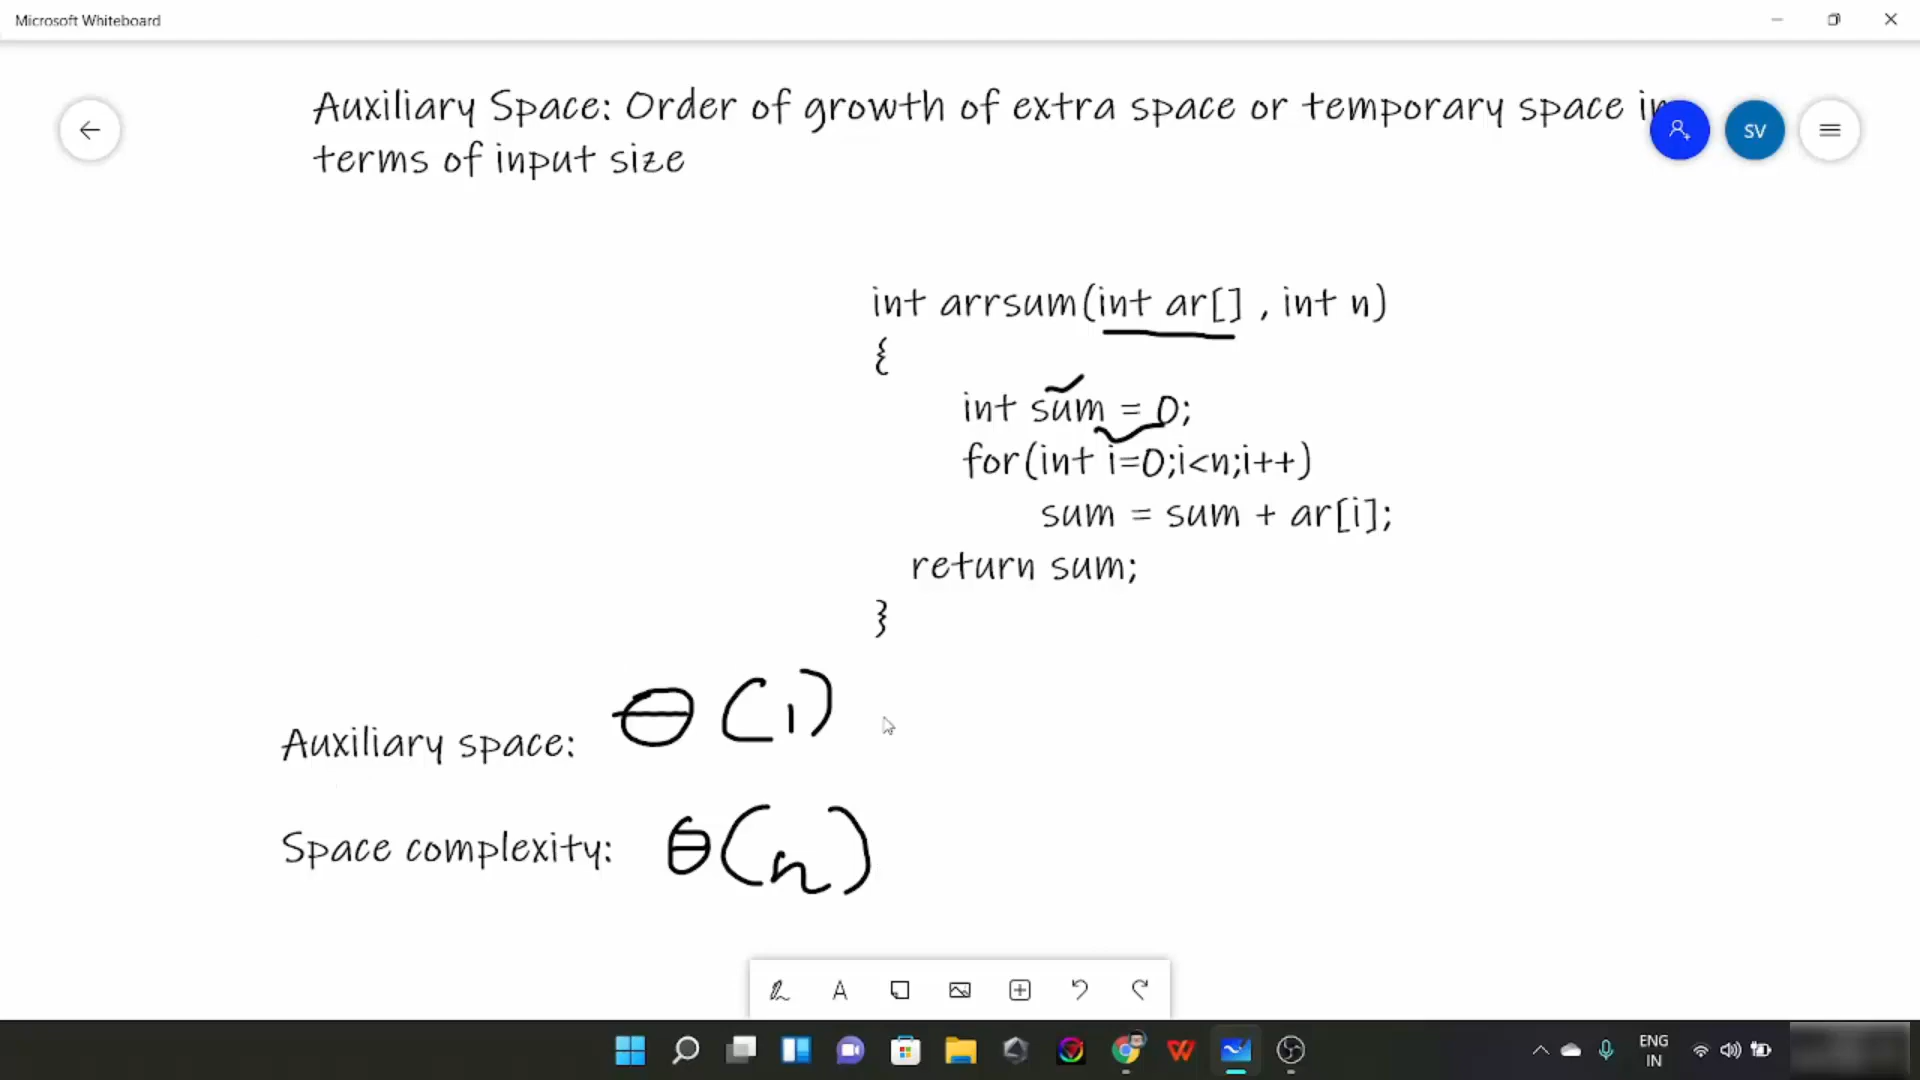 Microsoft Whiteboard
Auxiliary Space: Order of growth of extra space or temporary space in
terms of input size
SV
int arrsum(int ar[] , int n)
{
int sum = 0;
for(int i=0;i<n;i++)
sum = sum + ar[i];
return sum;
}
Auxiliary space: θ(1)
Space complexity: θ(n)
ENG
IN